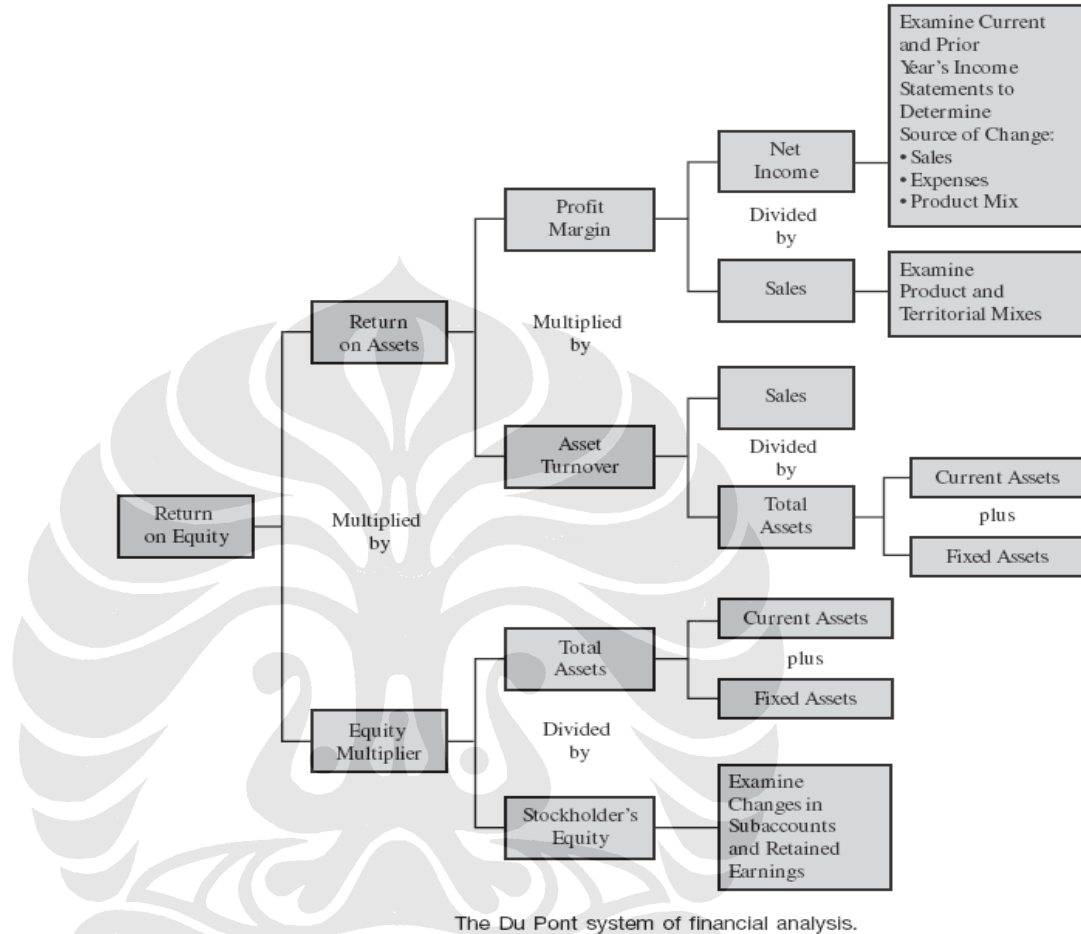 Examine Current
and Prior
Year's Income
Statements to
Determine
Source of Change:
• Sales
• Expenses
• Product Mix
Net
Income
Divided
by
Sales
Examine
Product and
Territorial Mixes
Profit
Margin
Multiplied
by
Return
on Assets
Sales
Divided
by
Total
Assets
Asset
Turnover
Current Assets
plus
Fixed Assets
Return
on Equity
Multiplied
by
Total
Assets
Current Assets
plus
Fixed Assets
Equity
Multiplier
Divided
by
Stockholder's
Equity
Examine
Changes in
Subaccounts
and Retained
Earnings
The Du Pont system of financial analysis.